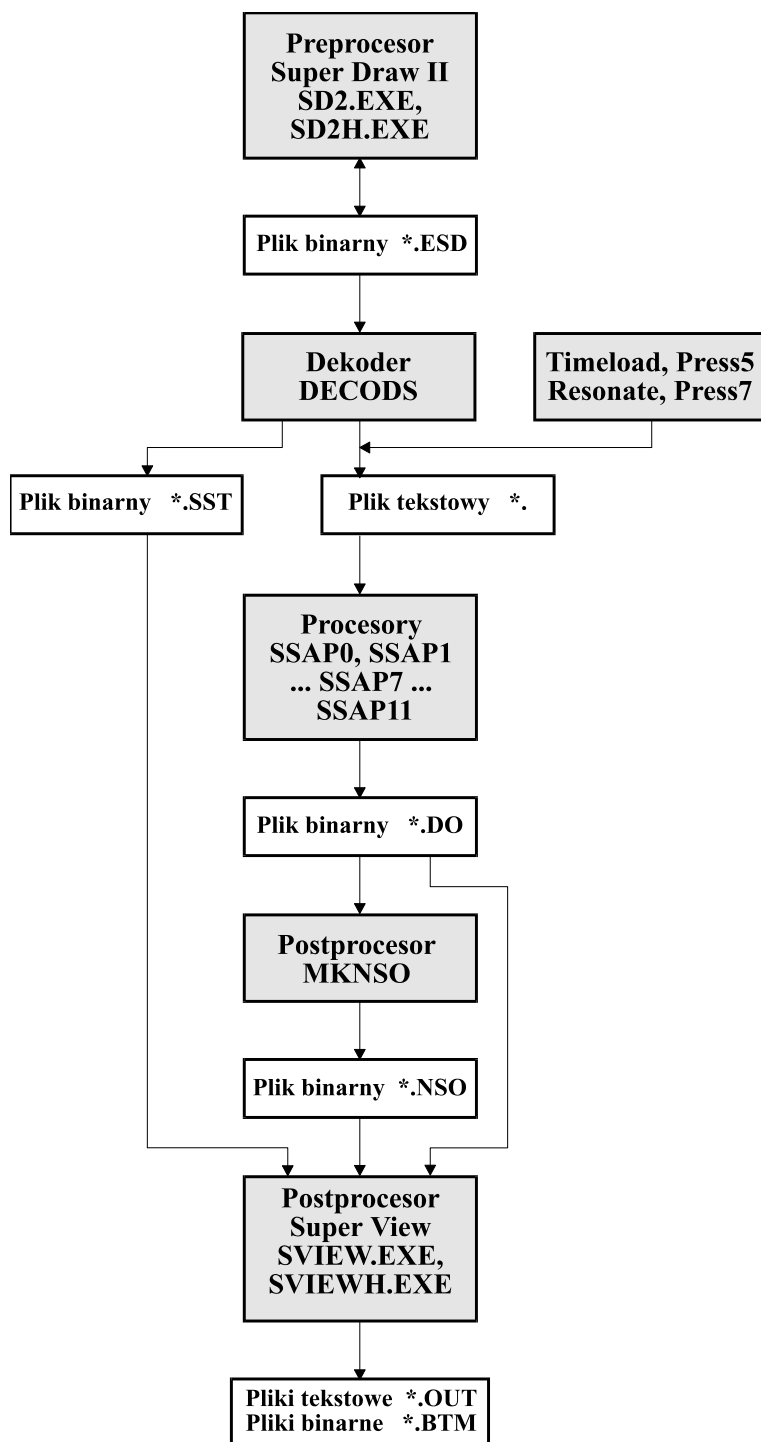 Preprocesor
Super Draw II
SD2.EXE,
SD2H.EXE
Plik binarny *.ESD
Dekoder
DECODS
Timeload, Press5
Resonate, Press7
Plik binarny *.SST
Plik tekstowy *.
Procesory
SSAP0, SSAP1
... SSAP7 ...
SSAP11
Plik binarny *.DO
Postprocesor
MKNSO
Plik binarny *.NSO
Postprocesor
Super View
SVIEW.EXE,
SVIEWH.EXE
Pliki tekstowe *.OUT
Pliki binarne *.BTM